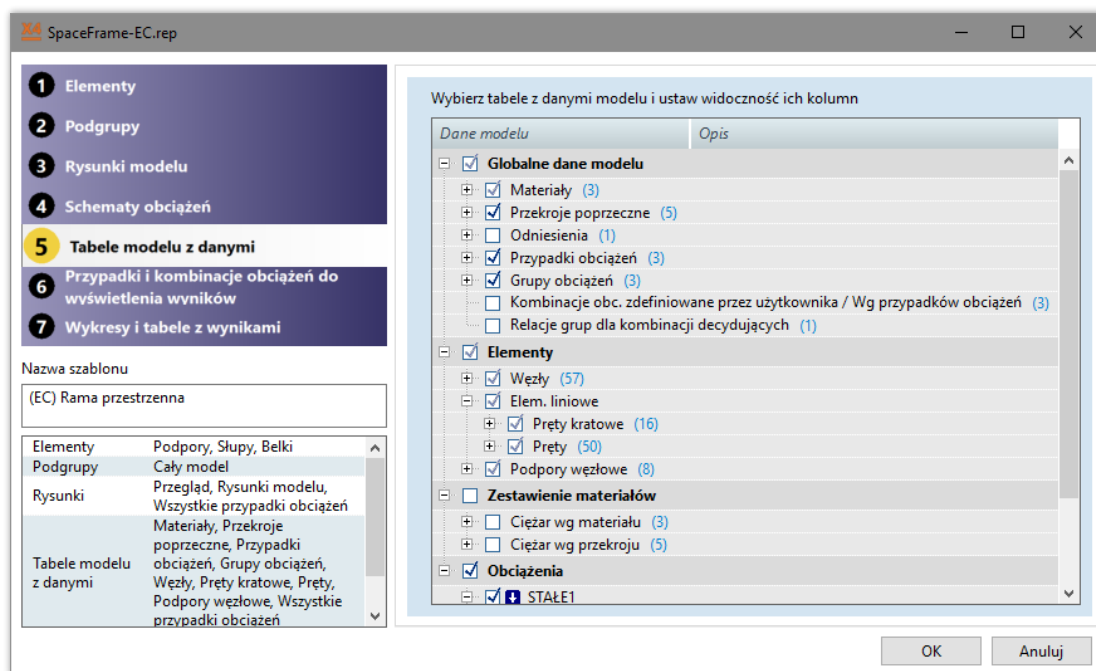 SpaceFrame-EC.rep
1 Elementy
2 Podgrupy
3 Rysunki modelu
4 Schematy obciążeń
5 Tabele modelu z danymi
6 Przypadki i kombinacje obciążeń do
wyświetlenia wyników
7 Wykresy i tabele z wynikami
Nazwa szablonu
(EC) Rama przestrzenna
Elementy Podpory, Słupy, Belki
Podgrupy Cały model
Rysunki Przegląd, Rysunki modelu,
Wszystkie przypadki obciążeń
Tabele modelu
z danymi
Materiały, Przekroje
poprzeczne, Przypadki
obciążeń, Grupy obciążeń,
Węzły, Pręty kratowe, Pręty,
Podpory węzłowe, Wszystkie
przypadki obciążeń
Wybierz tabele z danymi modelu i ustaw widoczność ich kolumn
Dane modelu Opis
Globalne dane modelu
Materiały (3)
Przekroje poprzeczne (5)
Odniesienia (1)
Przypadki obciążeń (3)
Grupy obciążeń (3)
Kombinacje obc. zdefiniowane przez użytkownika / Wg przypadków obciążeń (3)
Relacje grup dla kombinacji decydujących (1)
Elementy
Węzły (57)
Elem. liniowe
Pręty kratowe (16)
Pręty (50)
Podpory węzłowe (8)
Zestawienie materiałów
Ciężar wg materiału (3)
Ciężar wg przekroju (5)
Obciążenia
STAŁE1
OK Anuluj